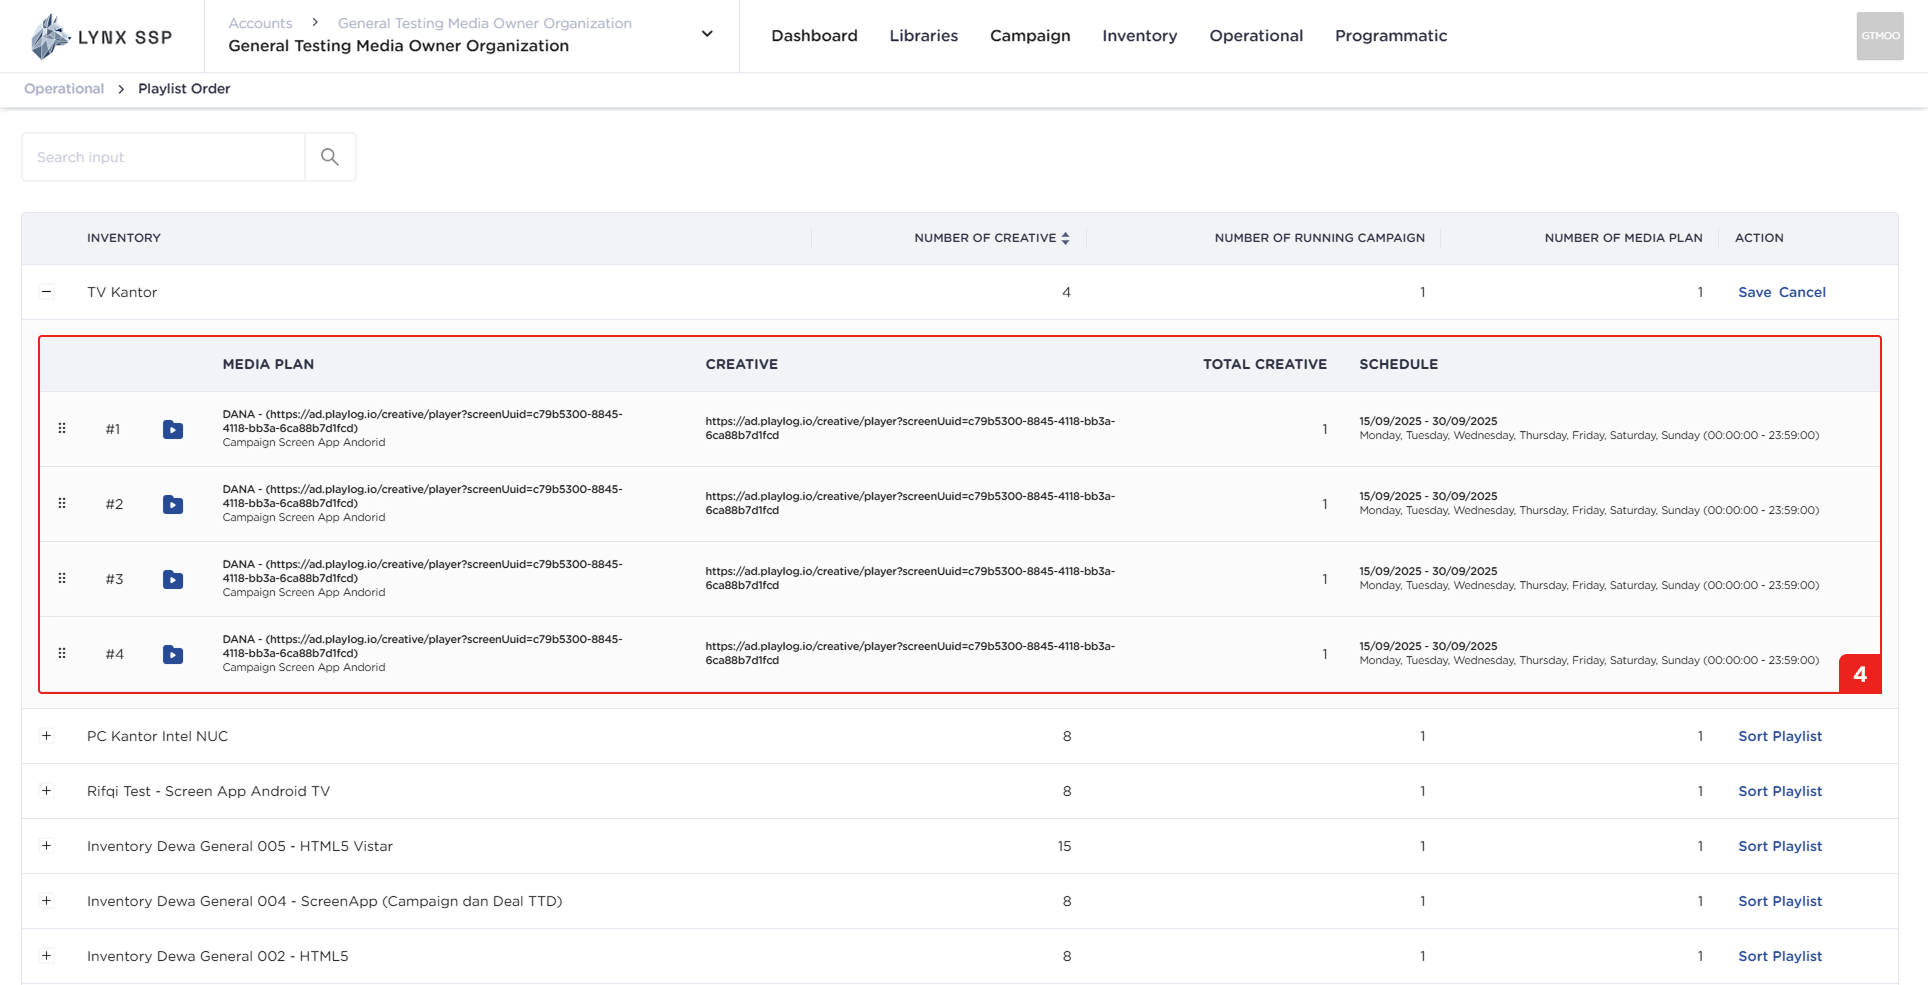 LYNX SSP
Accounts > General Testing Media Owner Organization
General Testing Media Owner Organization
Dashboard Libraries Campaign Inventory Operational Programmatic
GTMOO
Operational > Playlist Order
Search input
INVENTORY NUMBER OF CREATIVE NUMBER OF RUNNING CAMPAIGN NUMBER OF MEDIA PLAN ACTION
TV Kantor 4 1 1 Save Cancel
MEDIA PLAN CREATIVE TOTAL CREATIVE SCHEDULE
#1
DANA - (https://ad.playlog.io/creative/player?screenUuid=c79b5300-8845-
4118-bb3a-6ca88b7d1fcd)
Campaign Screen App Andorid
https://ad.playlog.io/creative/player?screenUuid=c79b5300-8845-4118-bb3a-
6ca88b7d1fcd
1
15/09/2025 - 30/09/2025
Monday, Tuesday, Wednesday, Thursday, Friday, Saturday, Sunday (00:00:00 - 23:59:00)
#2
DANA - (https://ad.playlog.io/creative/player?screenUuid=c79b5300-8845-
4118-bb3a-6ca88b7d1fcd)
Campaign Screen App Andorid
https://ad.playlog.io/creative/player?screenUuid=c79b5300-8845-4118-bb3a-
6ca88b7d1fcd
1
15/09/2025 - 30/09/2025
Monday, Tuesday, Wednesday, Thursday, Friday, Saturday, Sunday (00:00:00 - 23:59:00)
#3
DANA - (https://ad.playlog.io/creative/player?screenUuid=c79b5300-8845-
4118-bb3a-6ca88b7d1fcd)
Campaign Screen App Andorid
https://ad.playlog.io/creative/player?screenUuid=c79b5300-8845-4118-bb3a-
6ca88b7d1fcd
1
15/09/2025 - 30/09/2025
Monday, Tuesday, Wednesday, Thursday, Friday, Saturday, Sunday (00:00:00 - 23:59:00)
#4
DANA - (https://ad.playlog.io/creative/player?screenUuid=c79b5300-8845-
4118-bb3a-6ca88b7d1fcd)
Campaign Screen App Andorid
https://ad.playlog.io/creative/player?screenUuid=c79b5300-8845-4118-bb3a-
6ca88b7d1fcd
1
15/09/2025 - 30/09/2025
Monday, Tuesday, Wednesday, Thursday, Friday, Saturday, Sunday (00:00:00 - 23:59:00)
4
PC Kantor Intel NUC 8 1 1 Sort Playlist
Rifqi Test - Screen App Android TV 8 1 1 Sort Playlist
Inventory Dewa General 005 - HTML5 Vistar 15 1 1 Sort Playlist
Inventory Dewa General 004 - ScreenApp (Campaign dan Deal TTD) 8 1 1 Sort Playlist
Inventory Dewa General 002 - HTML5 8 1 1 Sort Playlist